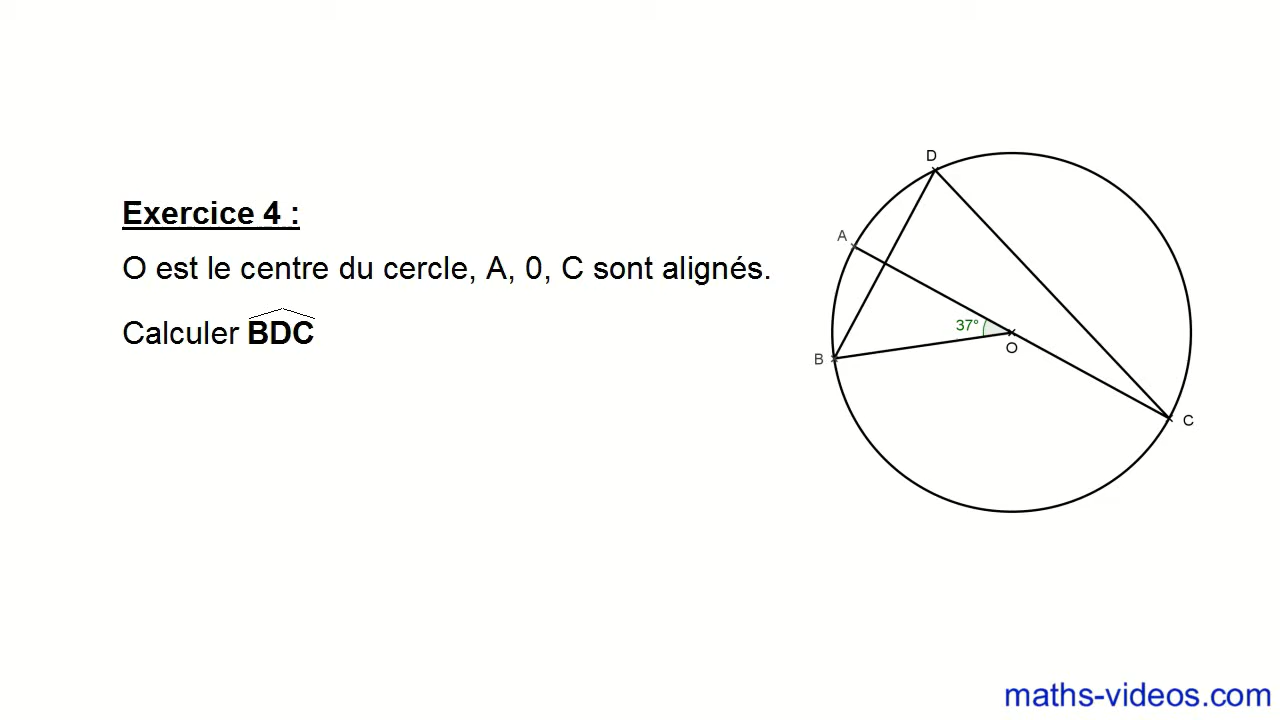 Exercice 4 :
O est le centre du cercle, A, 0, C sont alignés.
Calculer BDC
D
A
37°
O
B
C
maths-videos.com